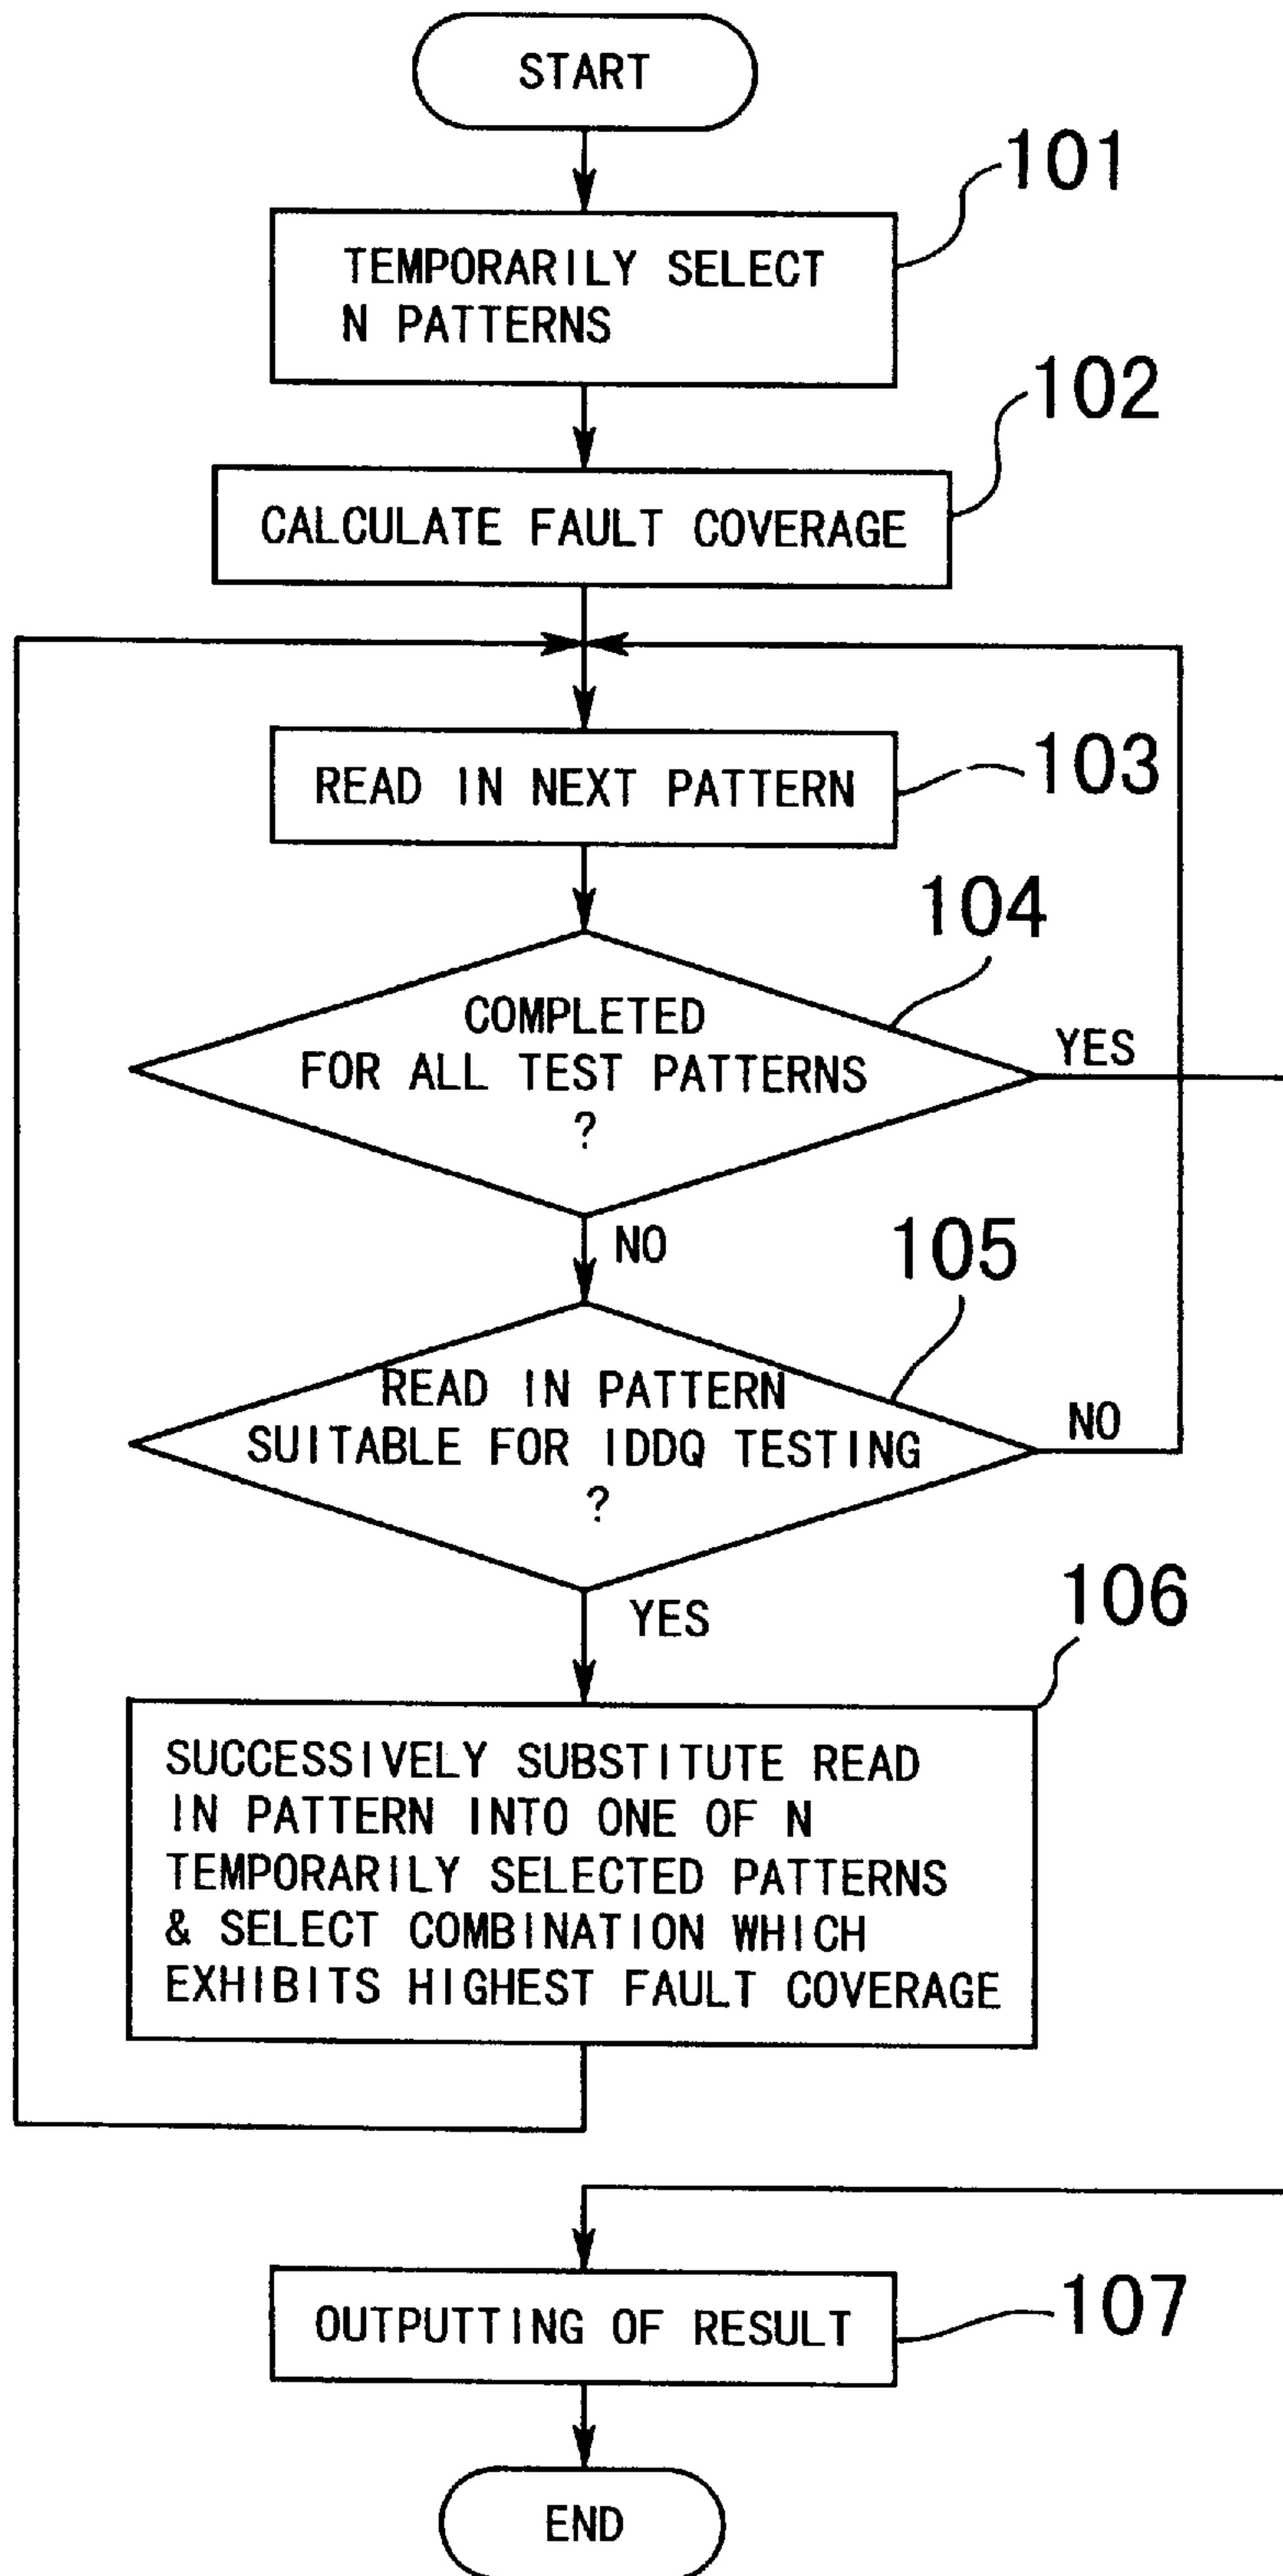 START
101
TEMPORARILY SELECT
N PATTERNS
102
CALCULATE FAULT COVERAGE
103
READ IN NEXT PATTERN
104
COMPLETED
FOR ALL TEST PATTERNS
?
YES
NO
105
READ IN PATTERN
SUITABLE FOR IDDQ TESTING
?
NO
YES
106
SUCCESSIVELY SUBSTITUTE READ
IN PATTERN INTO ONE OF N
TEMPORARILY SELECTED PATTERNS
& SELECT COMBINATION WHICH
EXHIBITS HIGHEST FAULT COVERAGE
107
OUTPUTTING OF RESULT
END